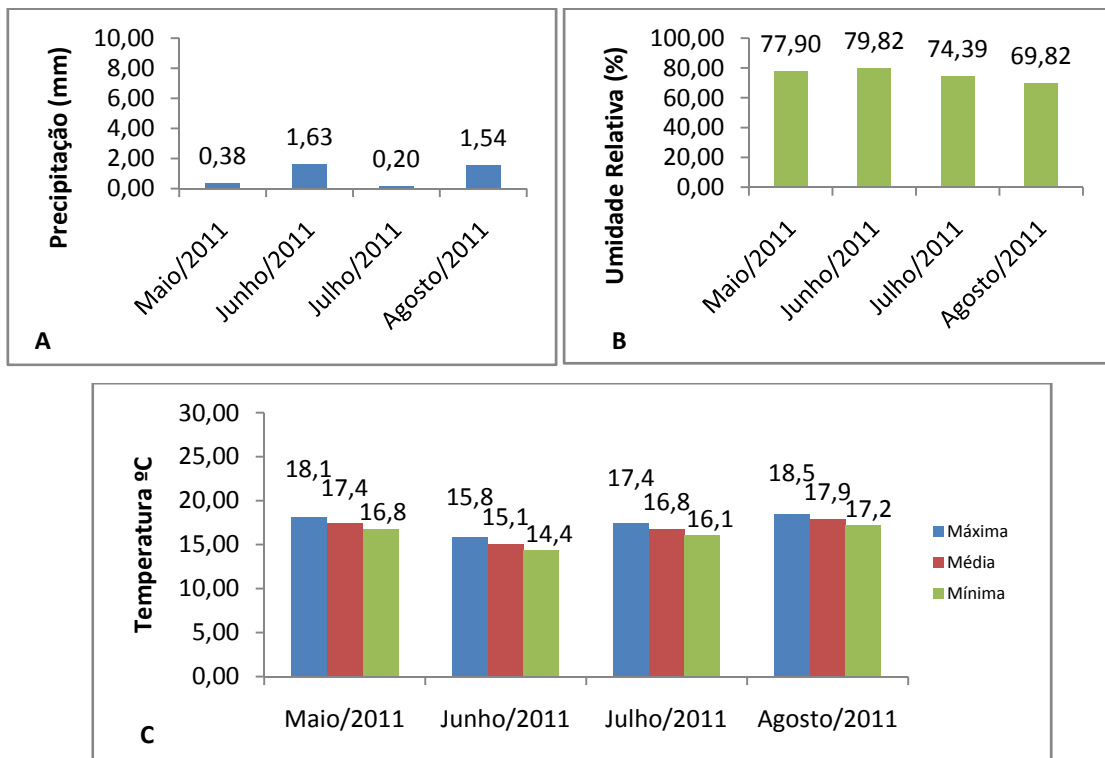 Precipitação (mm)
10,00
8,00
6,00
4,00
2,00
0,00
0,38
1,63
0,20
1,54
Maio/2011
Junho/2011
Julho/2011
Agosto/2011
A
Umidade Relativa (%)
100,00
80,00
60,00
40,00
20,00
0,00
77,90
79,82
74,39
69,82
Maio/2011
Junho/2011
Julho/2011
Agosto/2011
B
Temperatura ºC
30,00
25,00
20,00
15,00
10,00
5,00
0,00
18,1
17,4
16,8
15,8
15,1
14,4
17,4
16,8
16,1
18,5
17,9
17,2
Maio/2011
Junho/2011
Julho/2011
Agosto/2011
Máxima
Média
Mínima
C